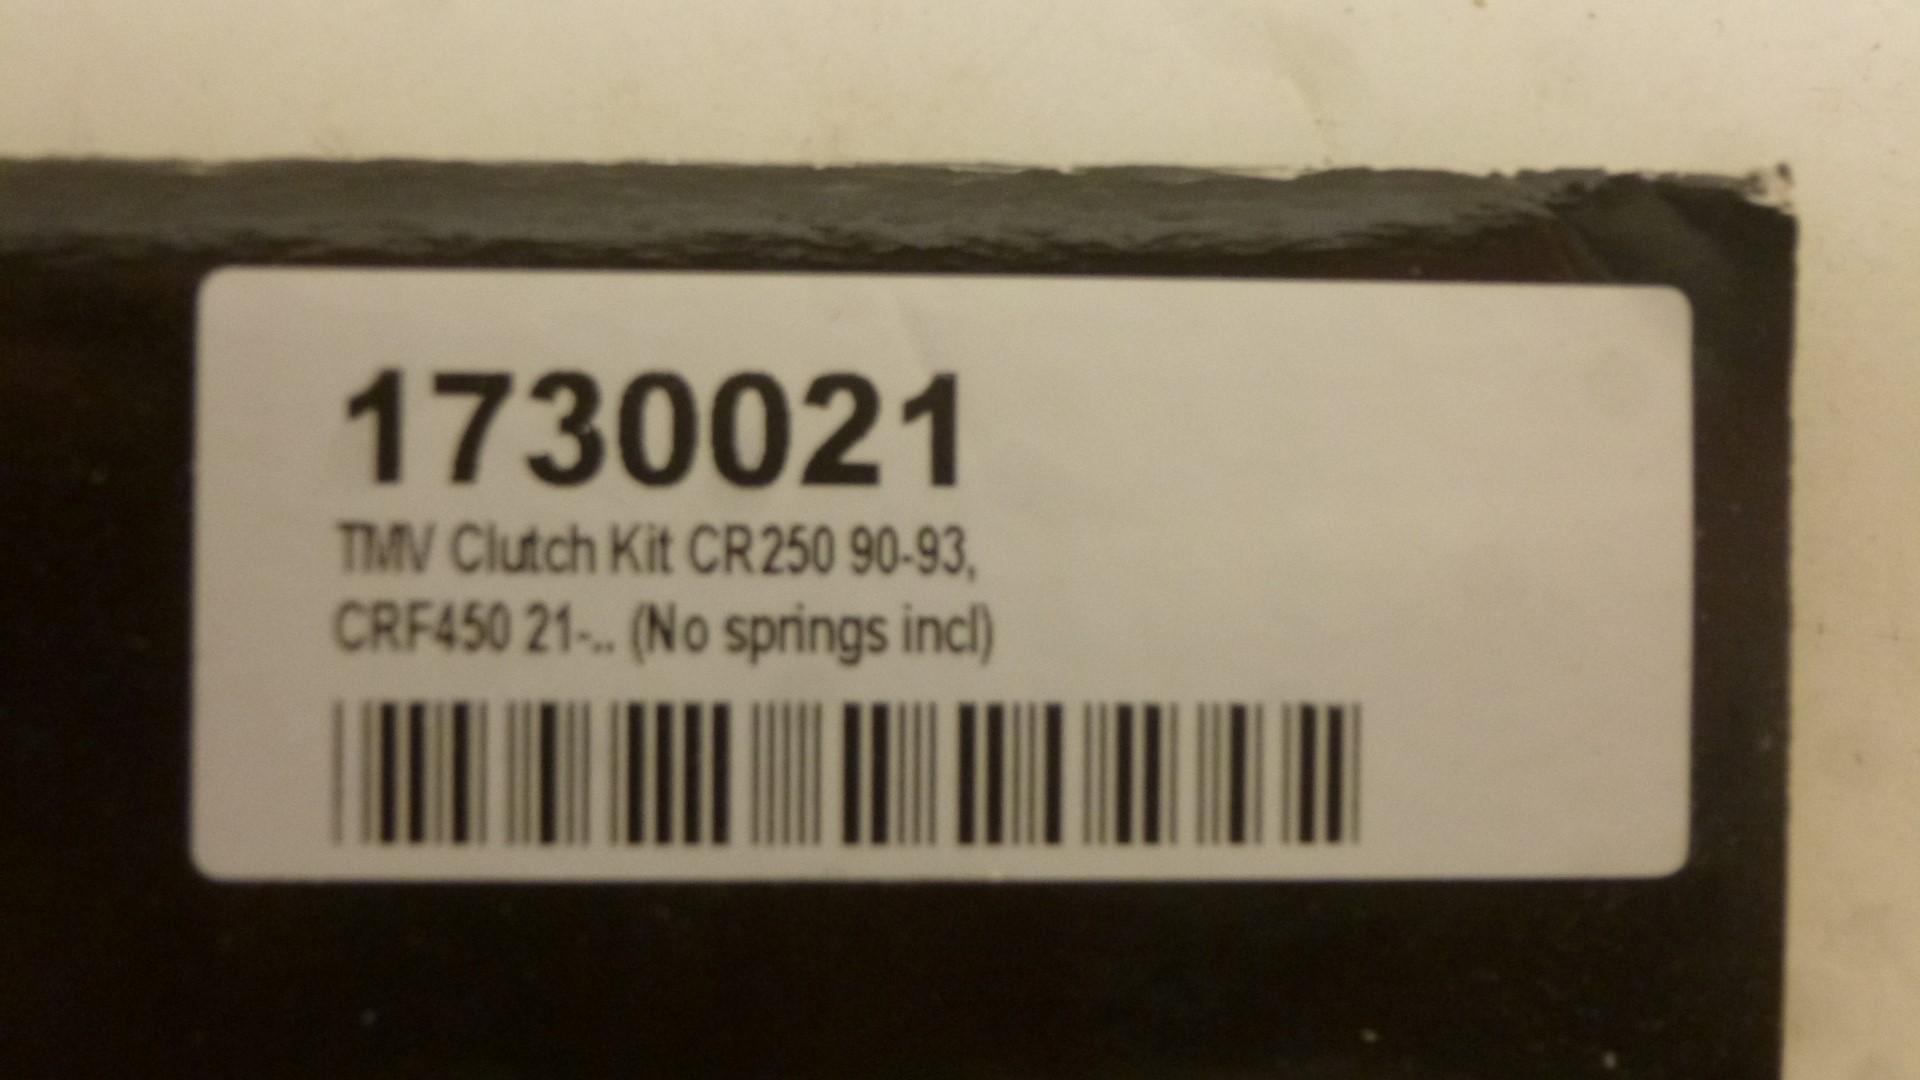 1730021
TMV Clutch Kit CR250 90-93,
CRF450 21-.. (No springs incl)